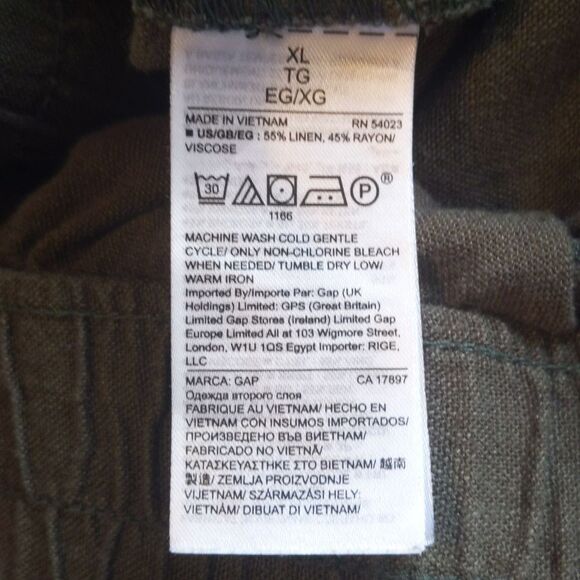 XL
TG
EG/XG
MADE IN VIETNAM RN 54023
■ US/GB/EG : 55% LINEN, 45% RAYON/
VISCOSE
30 P ®
1166
MACHINE WASH COLD GENTLE
CYCLE/ ONLY NON-CHLORINE BLEACH
WHEN NEEDED/ TUMBLE DRY LOW/
WARM IRON
Imported By/Importe Par: Gap (UK
Holdings) Limited: GPS (Great Britain)
Limited Gap Stores (Ireland) Limited Gap
Europe Limited All at 103 Wigmore Street,
London, W1U 1QS Egypt Importer: RIGE,
LLC
MARCA: GAP CA 17897
Одежда второго слоя
FABRIQUE AU VIETNAM/ HECHO EN
VIETNAM CON INSUMOS IMPORTADOS/
ПРОИЗВЕДЕНО ВЪВ ВИЕТНАМ/
FABRICADO NO VIETNÃ/
ΚΑΤΑΣΚΕΥΑΣΤΗΚΕ ΣΤΟ ΒΙΕΤΝΑΜ/ 越南
製造/ ZEMLJA PROIZVODNJE
VIJETNAM/ SZÁRMAZÁSI HELY:
VIETNÁM/ DIBUAT DI VIETNAM/